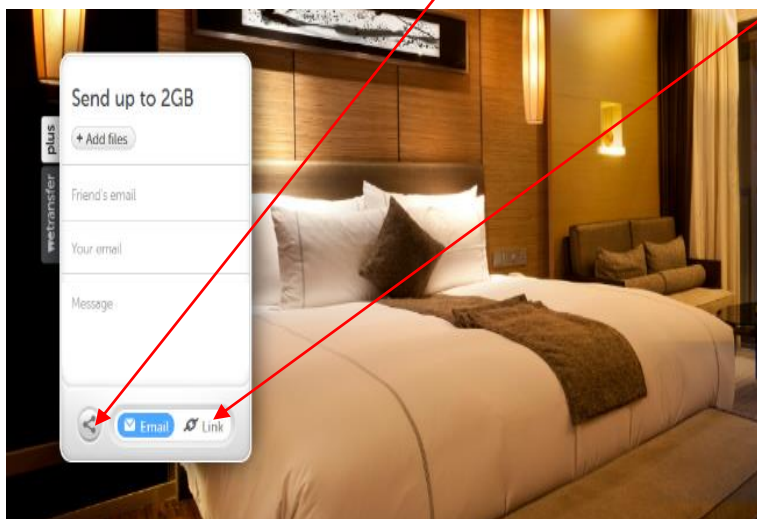 Send up to 2GB
+ Add files
plus
wetransfer
Friend's email
Your email
Message
Email
Link